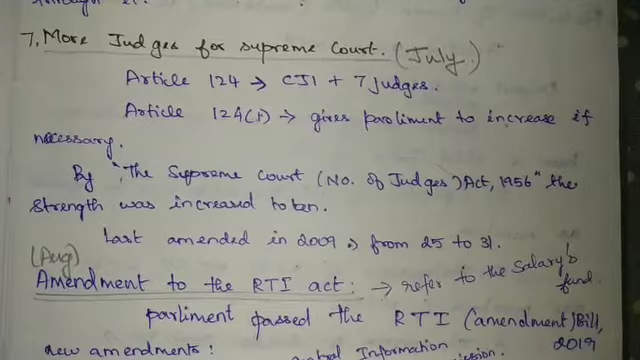 7. More Judges for supreme court. (July)
Article 124 → CJI + 7 judges.
Article 124(1) → gives parliment to increase if
necessary.
By "The Supreme Court (No. of Judges) Act, 1956" the
strength was increased to ten.
Last amended in 2009 → from 25 to 31.
(Aug)
Amendment to the RTI act: → refer to the salary &
fund.
parliment passed the RTI (amendment) Bill,
2019
new amendments: Information